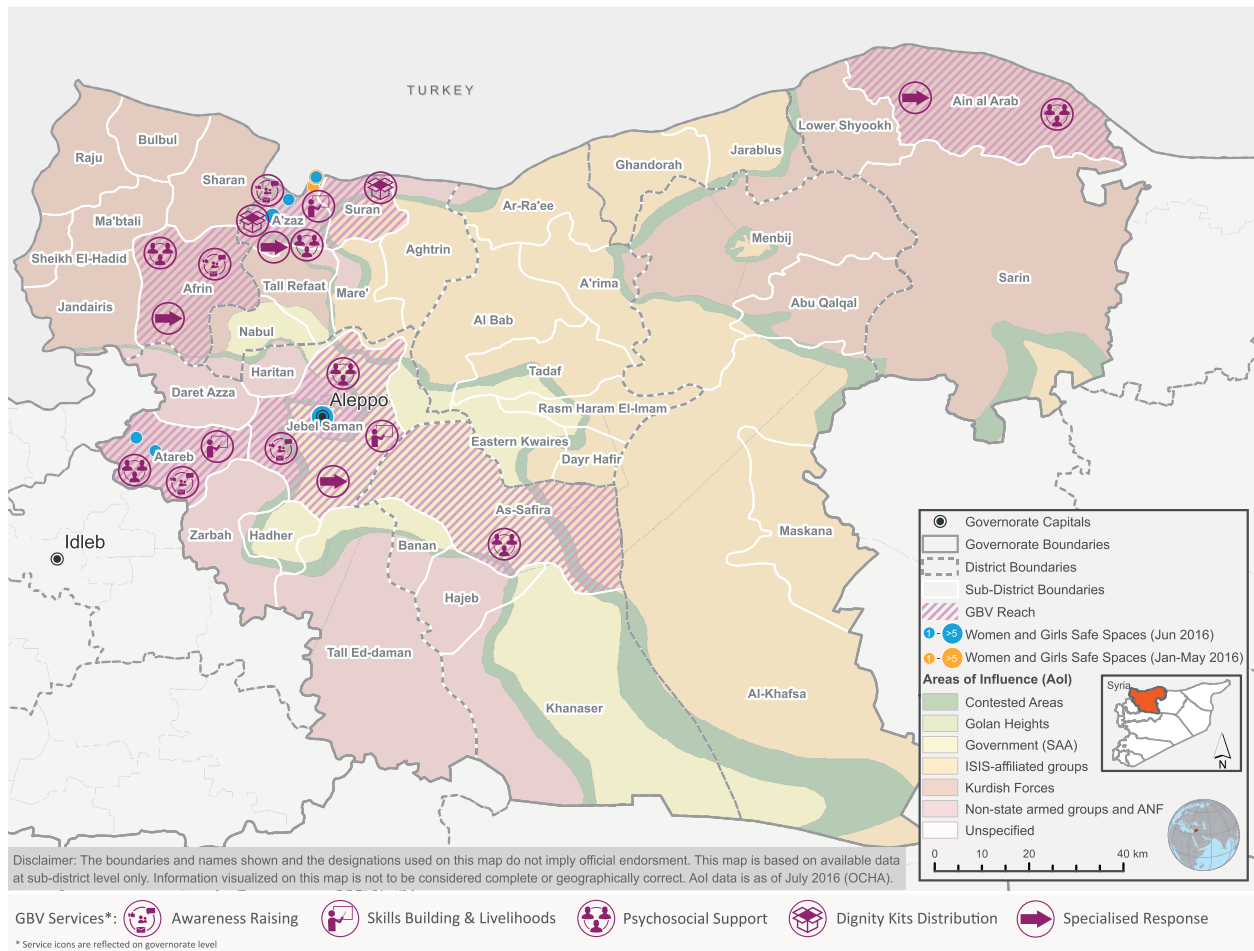 TURKEY
Ain al Arab
Lower Shyookh
Bulbul
Raju
Jarablus
Ghandorah
Sharan
Ar-Ra'ee
Suran
Ma'btali
A'zaz
Menbij
Aghtrin
Sheikh El-Hadid
Sarin
A'rima
Afrin
Tall Refaat
Mare'
Jandairis
Abu Qalqal
Al Bab
Nabul
Haritan
Tadaf
Daret Azza
Aleppo
Rasm Haram El-Imam
Jebel Saman
Eastern Kwaires
Atareb
Dayr Hafir
As-Safira
Maskana
Zarbah
Hadher
Idleb
Banan
Hajeb
Tall Ed-daman
Al-Khafsa
Khanaser
Governorate Capitals
Governorate Boundaries
District Boundaries
Sub-District Boundaries
GBV Reach
1 - >5 Women and Girls Safe Spaces (Jun 2016)
1 - >5 Women and Girls Safe Spaces (Jan-May 2016)
Areas of Influence (AoI)
Contested Areas
Golan Heights
Government (SAA)
ISIS-affiliated groups
Kurdish Forces
Non-state armed groups and ANF
Unspecified
Syria
N
0 10 20 40 km
Disclaimer: The boundaries and names shown and the designations used on this map do not imply official endorsment. This map is based on available data
at sub-district level only. Information visualized on this map is not to be considered complete or geographically correct. AoI data is as of July 2016 (OCHA).
GBV Services*: Awareness Raising Skills Building & Livelihoods Psychosocial Support Dignity Kits Distribution Specialised Response
* Service icons are reflected on governorate level